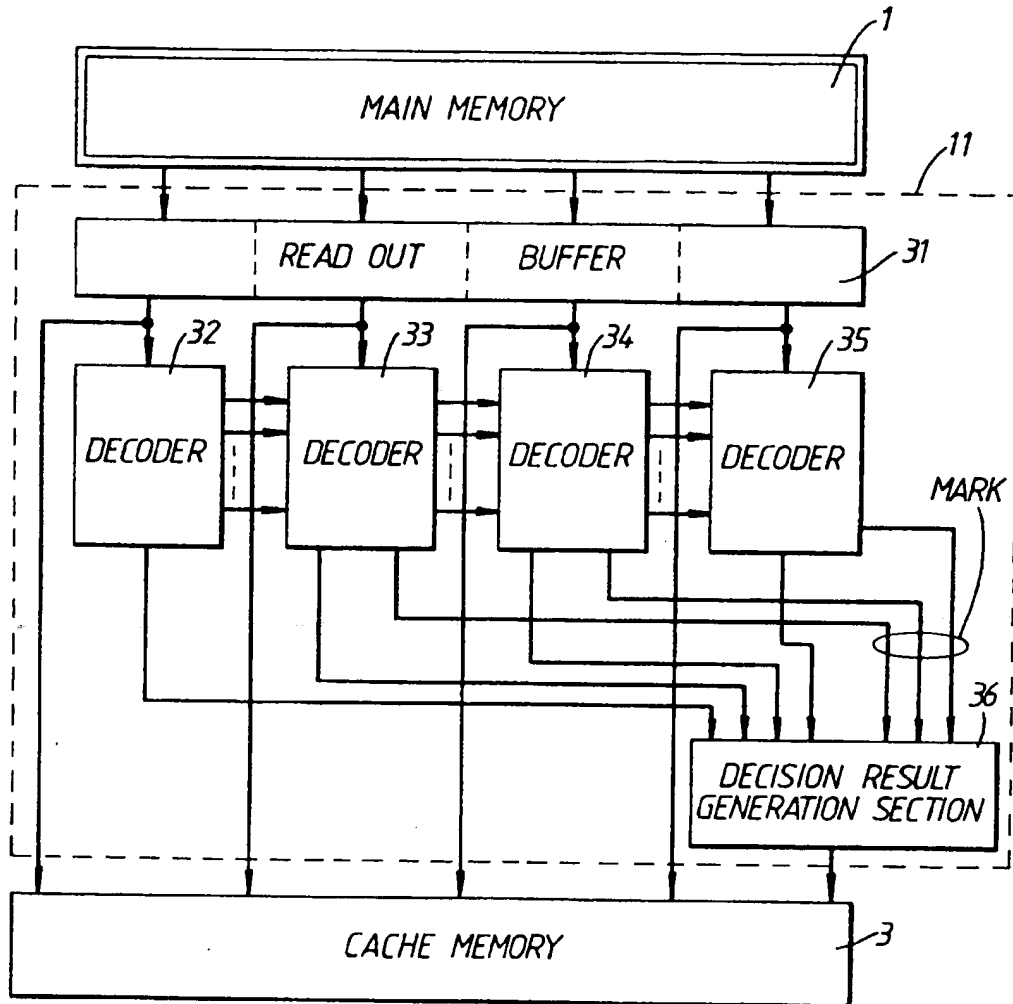 1
MAIN MEMORY
11
READ OUT BUFFER
31
32
33
34
35
DECODER
DECODER
DECODER
DECODER
MARK
36
DECISION RESULT
GENERATION SECTION
CACHE MEMORY
3